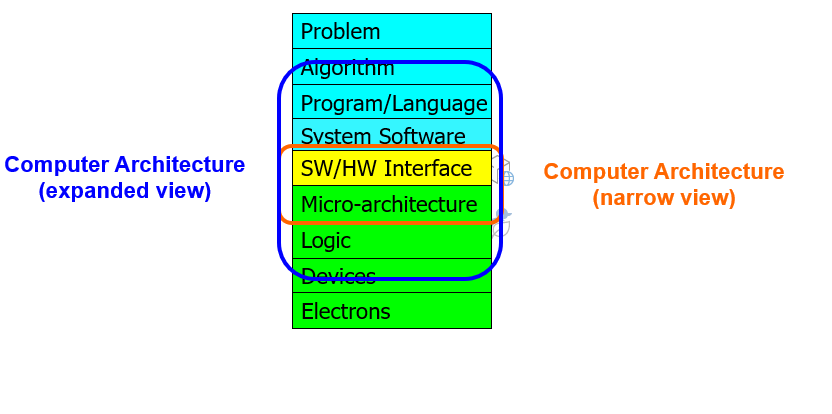 Problem
Algorithm
Program/Language
System Software
SW/HW Interface
Micro-architecture
Logic
Devices
Electrons
Computer Architecture
(expanded view)
Computer Architecture
(narrow view)